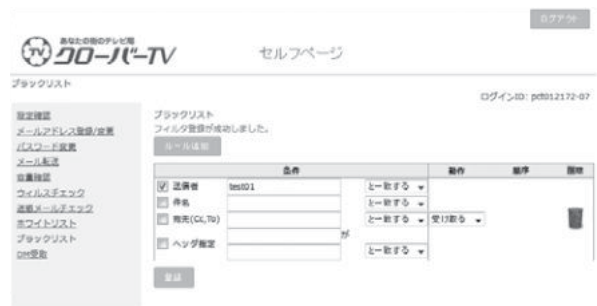 ログアウト
あなたの街のテレビ局
クローバーTV
セルフページ
ブラックリスト
ログインID: pct012172-07
設定確認
メールアドレス登録/変更
パスワード変更
メール転送
容量確認
ウィルスチェック
迷惑メールチェック
ホワイトリスト
ブラックリスト
DM受取
ブラックリスト
フィルタ登録が成功しました。
ルール追加
条件 動作 順序 削除
送信者 test01 と一致する
件名 と一致する
宛先(Cc,To) と一致する 受け取る
ヘッダ指定 が
と一致する
登録